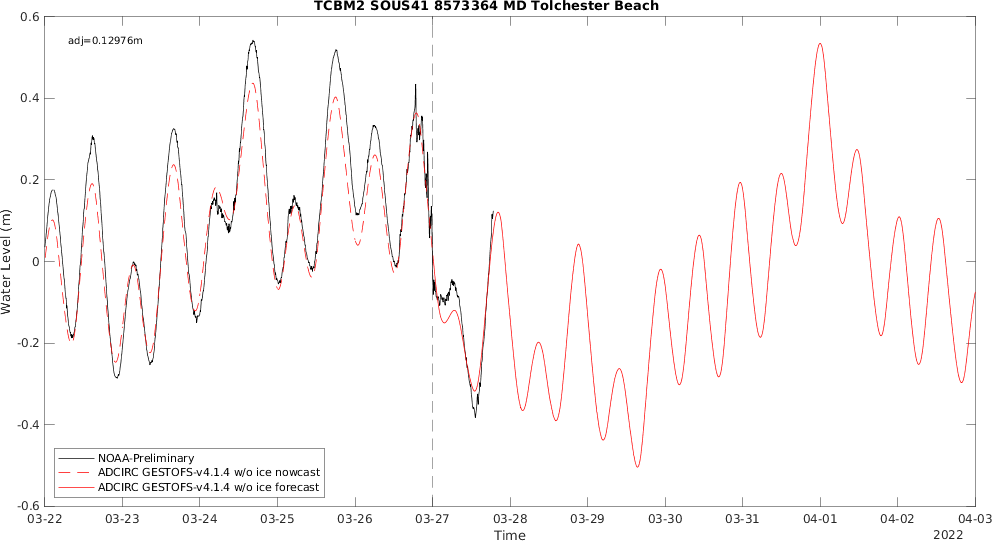 TCBM2 SOUS41 8573364 MD Tolchester Beach
adj=0.12976m
Water Level (m)
0.6
0.4
0.2
0
-0.2
-0.4
-0.6
NOAA-Preliminary
ADCIRC GESTOFS-v4.1.4 w/o ice nowcast
ADCIRC GESTOFS-v4.1.4 w/o ice forecast
03-22 03-23 03-24 03-25 03-26 03-27 03-28 03-29 03-30 03-31 04-01 04-02 04-03
Time
2022